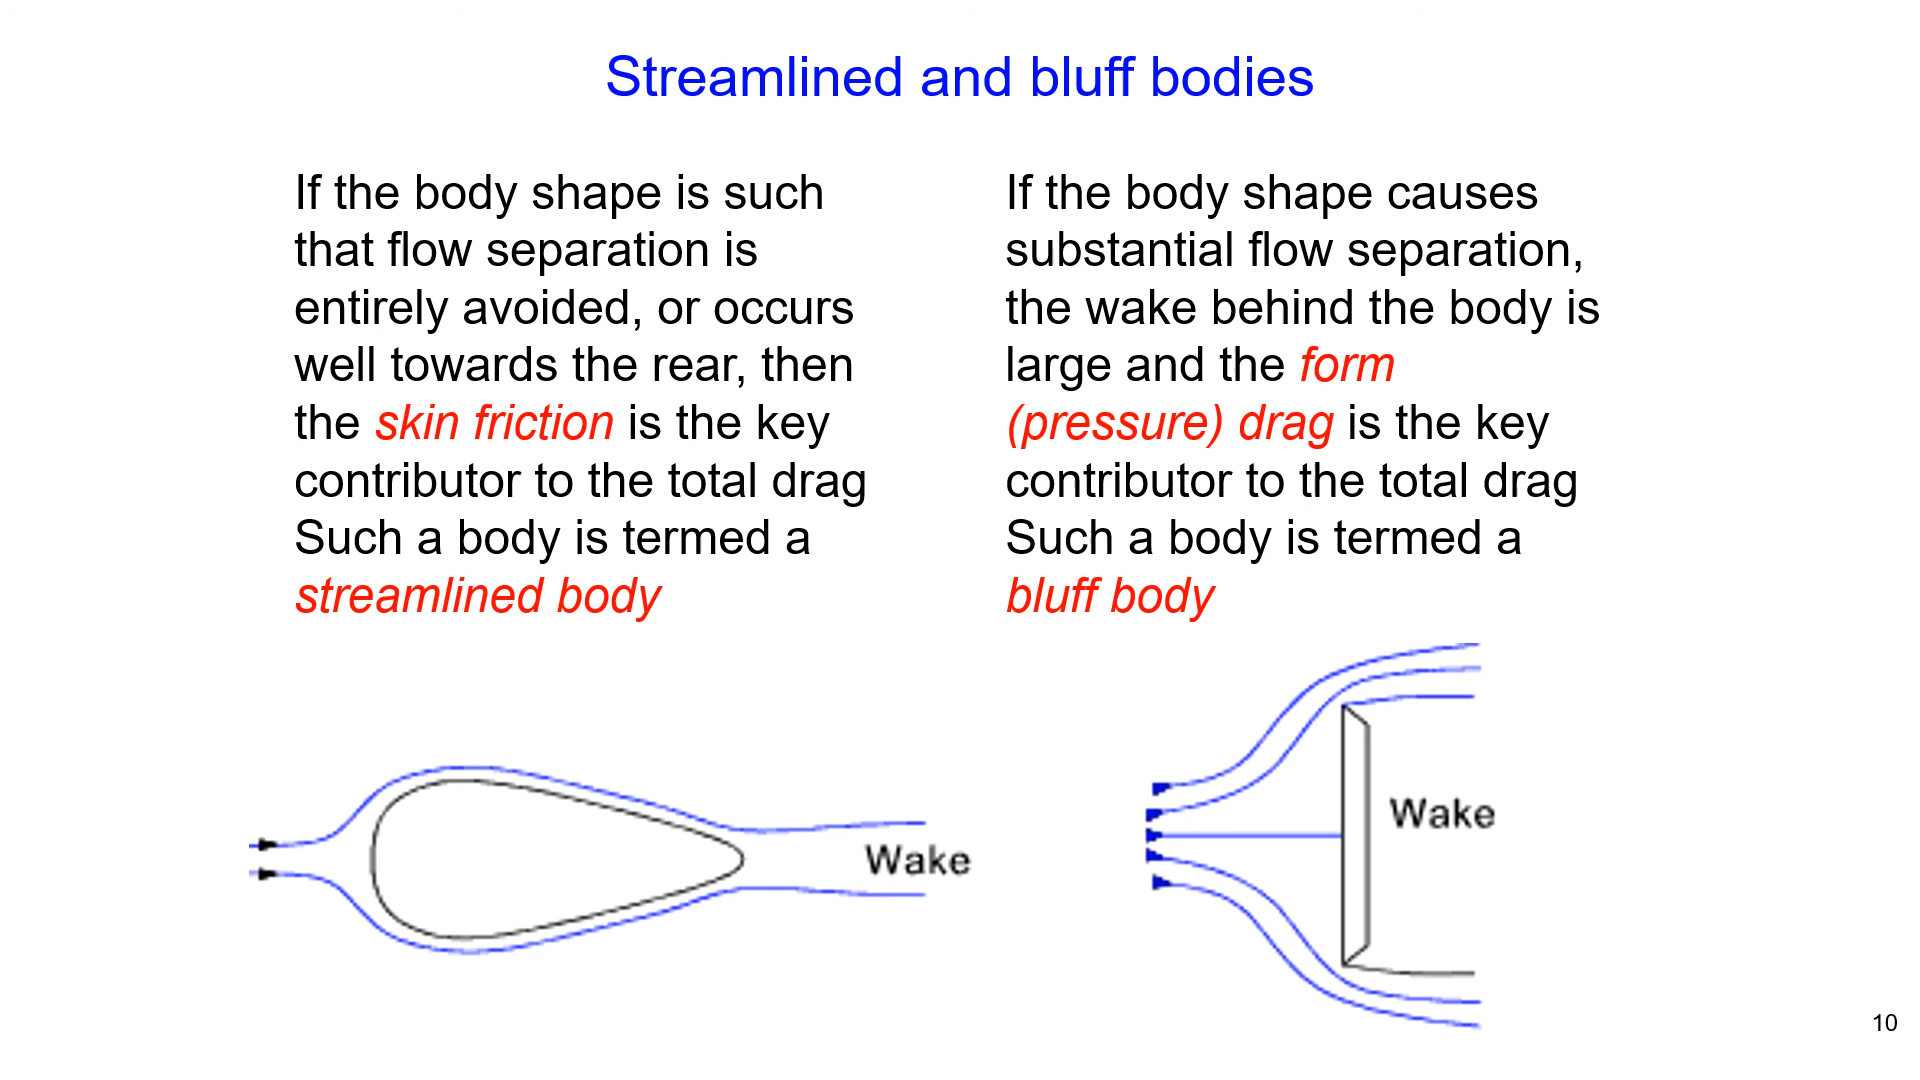 Streamlined and bluff bodies
If the body shape is such
that flow separation is
entirely avoided, or occurs
well towards the rear, then
the skin friction is the key
contributor to the total drag
Such a body is termed a
streamlined body
If the body shape causes
substantial flow separation,
the wake behind the body is
large and the form
(pressure) drag is the key
contributor to the total drag
Such a body is termed a
bluff body
Wake
Wake
10